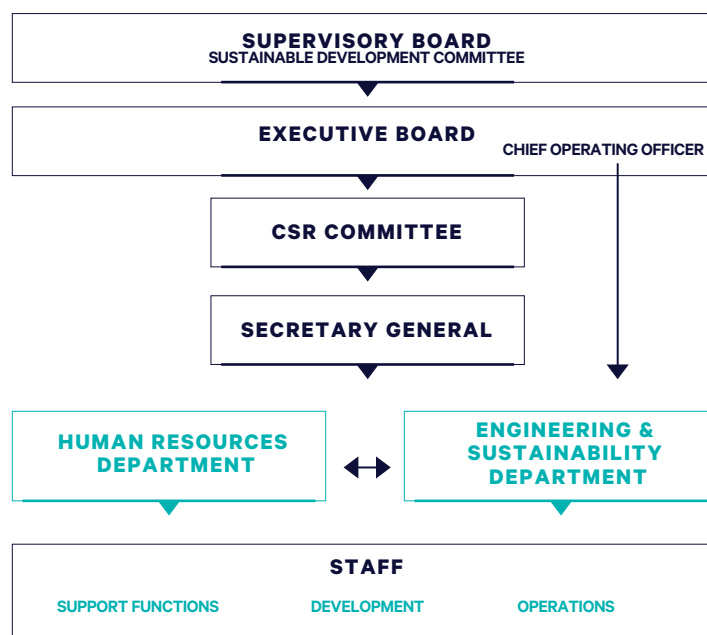 SUPERVISORY BOARD
SUSTAINABLE DEVELOPMENT COMMITTEE
EXECUTIVE BOARD
CHIEF OPERATING OFFICER
CSR COMMITTEE
SECRETARY GENERAL
HUMAN RESOURCES
DEPARTMENT
ENGINEERING &
SUSTAINABILITY
DEPARTMENT
STAFF
SUPPORT FUNCTIONS
DEVELOPMENT
OPERATIONS